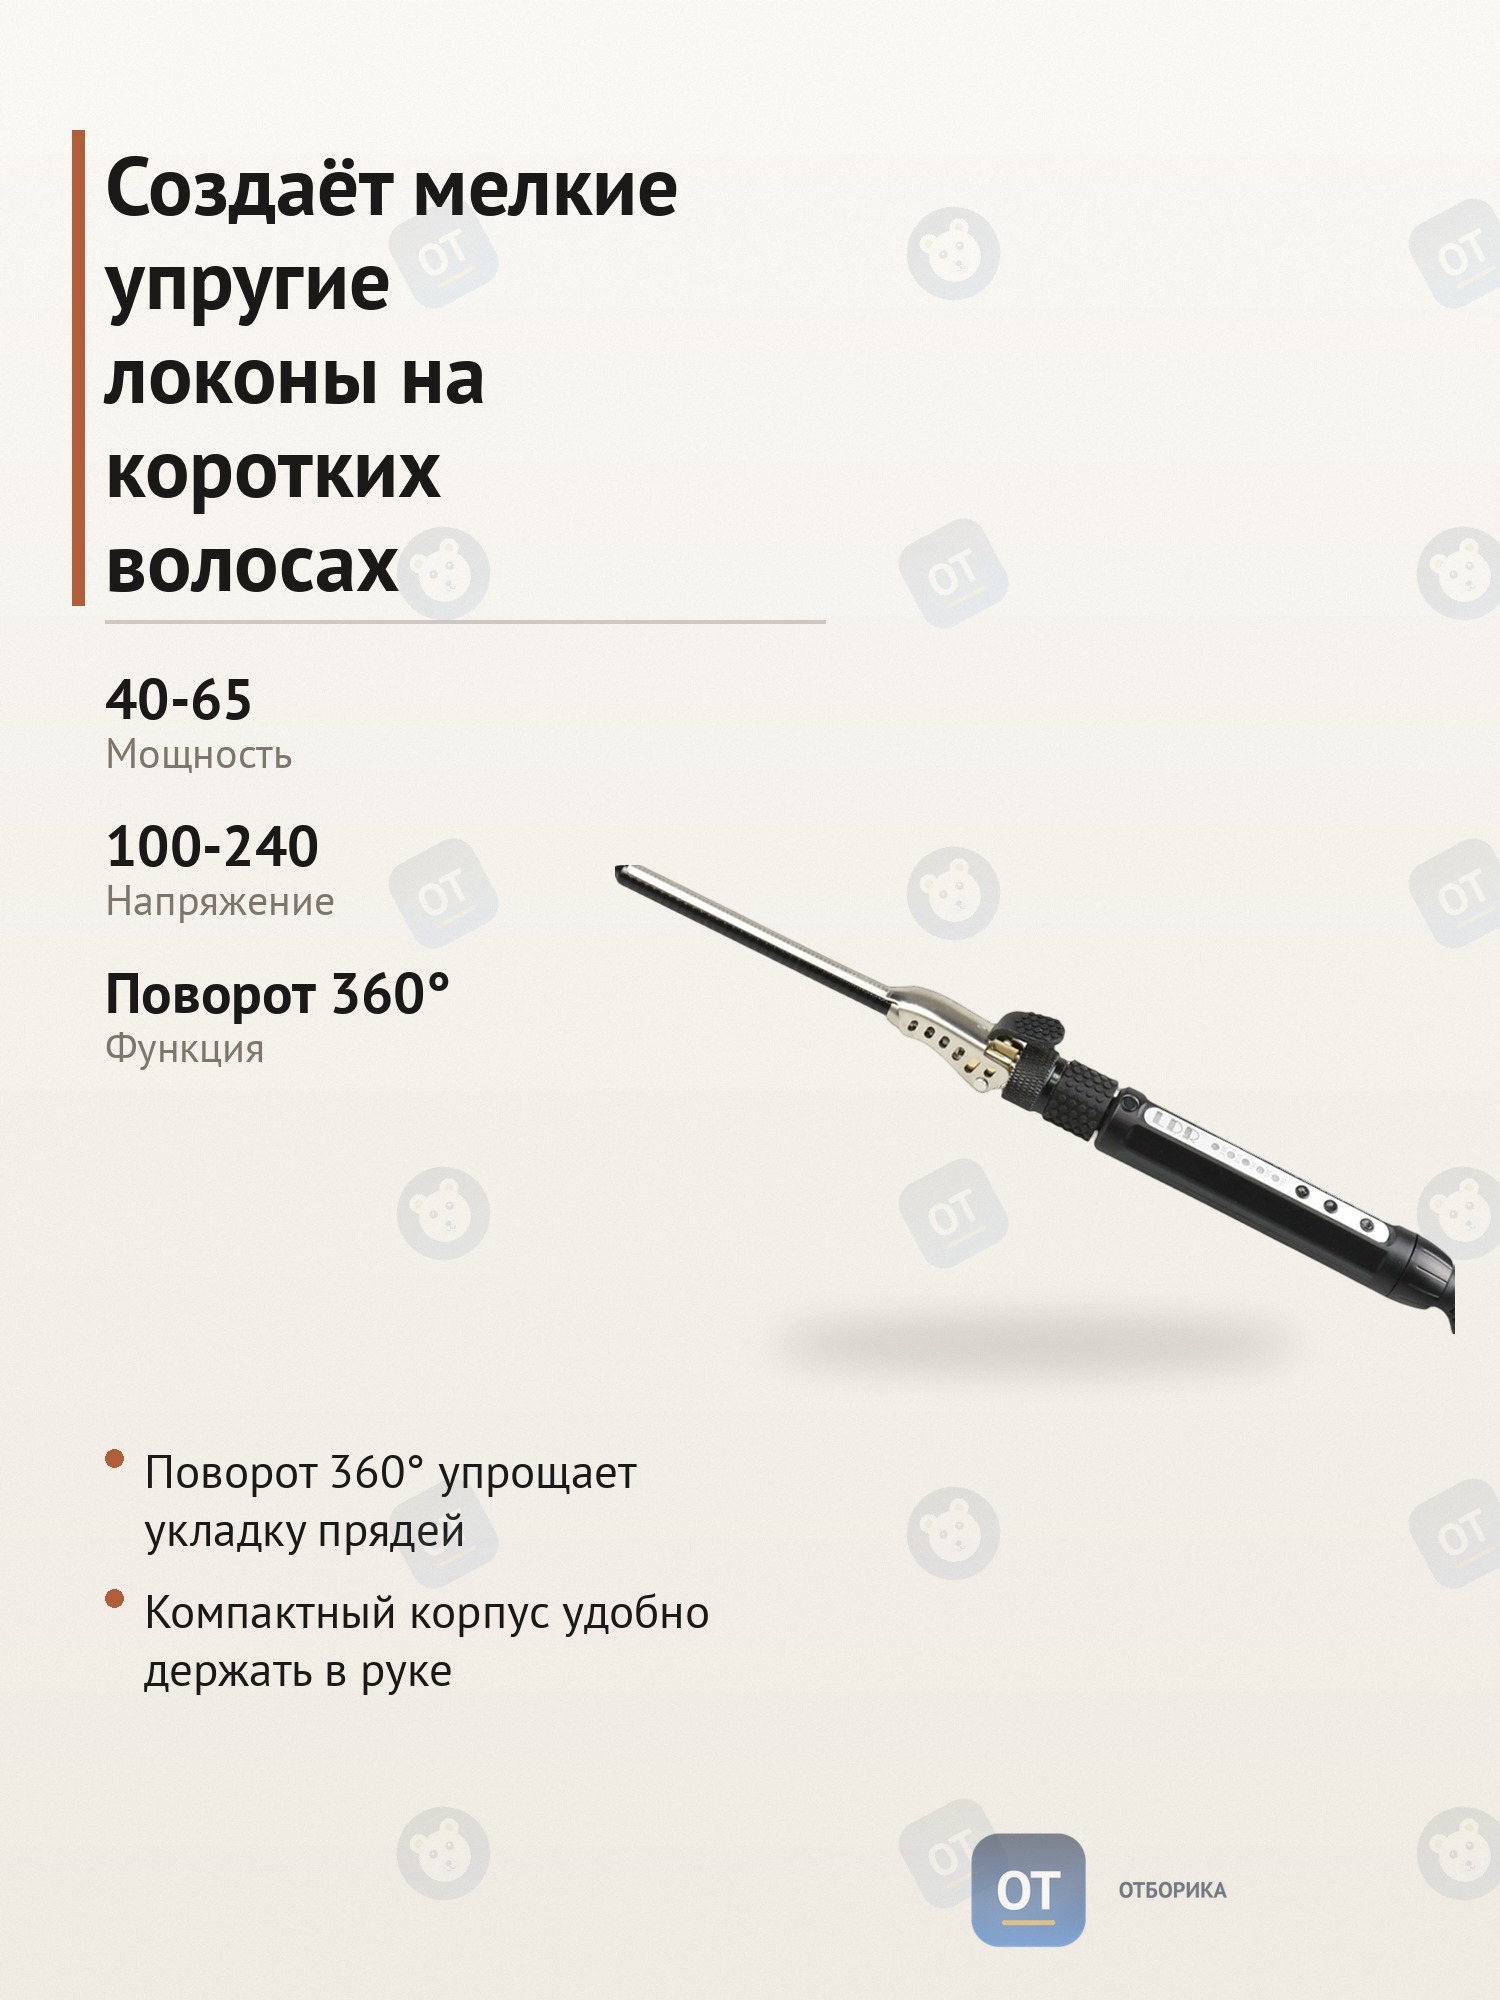 Создаёт мелкие
упругие
локоны на
коротких
волосах
40-65
Мощность
100-240
Напряжение
Поворот 360°
Функция
LDR
Поворот 360° упрощает
укладку прядей
Компактный корпус удобно
держать в руке
ОТ
ОТБОРИКА